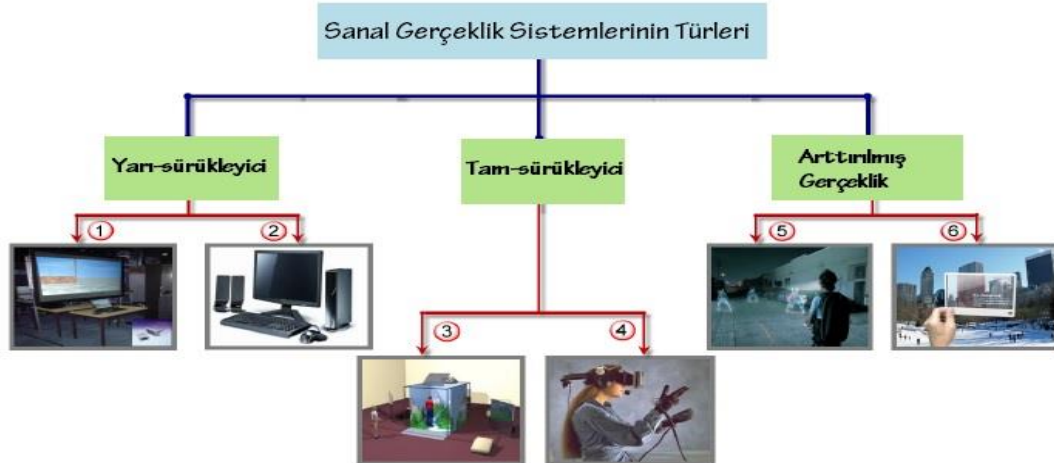 Sanal Gerçeklik Sistemlerinin Türleri
Yarı-sürükleyici
Tam-sürükleyici
Arttırılmış
Gerçeklik
1
2
5
6
3
4